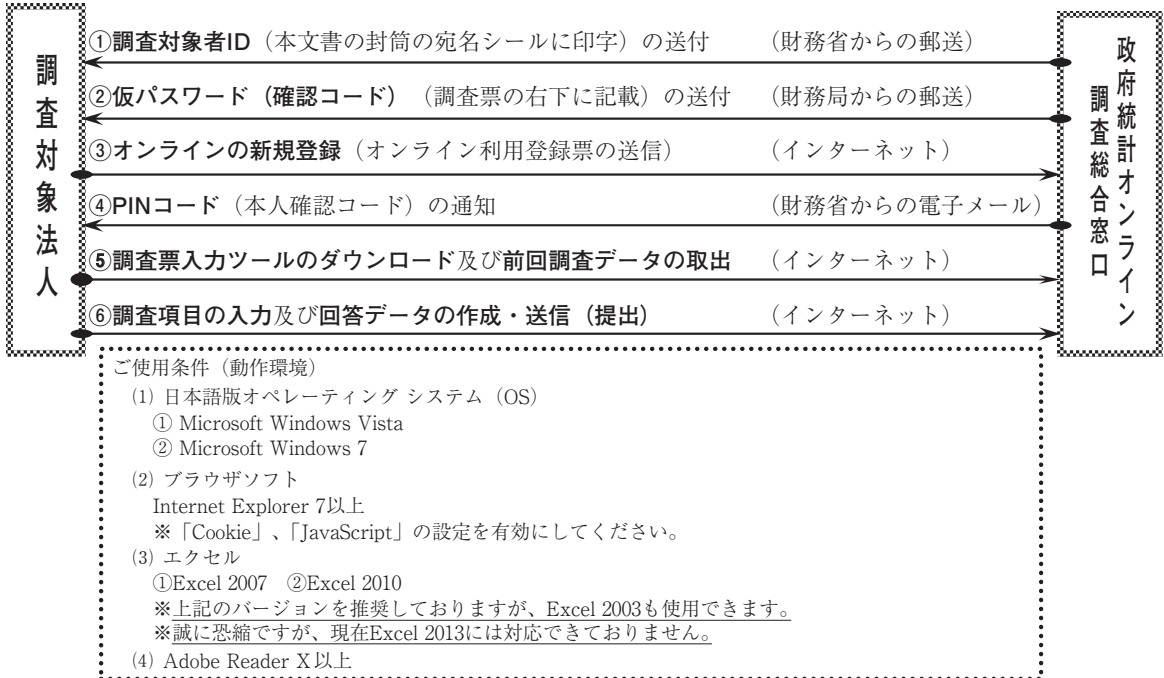 調査対象法人
①調査対象者ID（本文書の封筒の宛名シールに印字）の送付　（財務省からの郵送）
②仮パスワード（確認コード）（調査票の右下に記載）の送付　（財務局からの郵送）
③オンラインの新規登録（オンライン利用登録票の送信）　（インターネット）
④PINコード（本人確認コード）の通知　（財務省からの電子メール）
⑤調査票入力ツールのダウンロード及び前回調査データの取出　（インターネット）
⑥調査項目の入力及び回答データの作成・送信（提出）　（インターネット）
政府統計オンライン
調査総合窓口
ご使用条件（動作環境）
⑴ 日本語版オペレーティング システム（OS）
① Microsoft Windows Vista
② Microsoft Windows 7
⑵ ブラウザソフト
Internet Explorer 7以上
※「Cookie」、「JavaScript」の設定を有効にしてください。
⑶ エクセル
①Excel 2007　②Excel 2010
※上記のバージョンを推奨しておりますが、Excel 2003も使用できます。
※誠に恐縮ですが、現在Excel 2013には対応できておりません。
⑷ Adobe Reader X以上